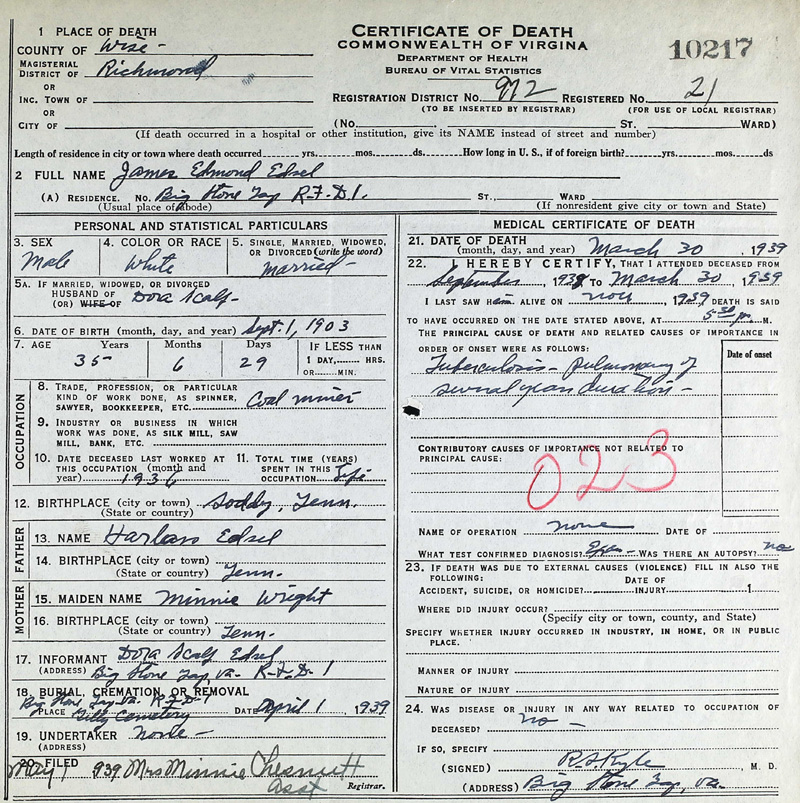 CERTIFICATE OF DEATH
COMMONWEALTH OF VIRGINIA
DEPARTMENT OF HEALTH
BUREAU OF VITAL STATISTICS
10217
1 PLACE OF DEATH
COUNTY OF Wise -
MAGISTERIAL DISTRICT OF Richmond
OR
INC. TOWN OF
OR
CITY OF
REGISTRATION DISTRICT NO. 972 REGISTERED NO. 21
(TO BE INSERTED BY REGISTRAR) (FOR USE OF LOCAL REGISTRAR)
(No. ST. WARD)
(If death occurred in a hospital or other institution, give its NAME instead of street and number)
Length of residence in city or town where death occurred yrs. mos. ds How long in U. S., if of foreign birth? yrs. mos. ds
2 FULL NAME James Edmond Edsel
(A) RESIDENCE. No. Big Stone Gap R.F.D.1. ST., WARD
(Usual place of abode) (If nonresident give city or town and State)
PERSONAL AND STATISTICAL PARTICULARS
3. SEX Male
4. COLOR OR RACE White
5. SINGLE, MARRIED, WIDOWED, OR DIVORCED (write the word) Married -
5A. IF MARRIED, WIDOWED, OR DIVORCED
HUSBAND OF
(OR) WIFE OF Dora Scalf -
6. DATE OF BIRTH (month, day, and year) Sept. 1, 1903
7. AGE Years Months Days IF LESS THAN
35 - 6 29 1 DAY, HRS.
OR MIN.
OCCUPATION
8. TRADE, PROFESSION, OR PARTICULAR
KIND OF WORK DONE, AS SPINNER,
SAWYER, BOOKKEEPER, ETC. Coal miner
9. INDUSTRY OR BUSINESS IN WHICH
WORK WAS DONE, AS SILK MILL, SAW
MILL, BANK, ETC.
10. DATE DECEASED LAST WORKED AT
THIS OCCUPATION (month and
year) 1936
11. TOTAL TIME (YEARS)
SPENT IN THIS
OCCUPATION Life
12. BIRTHPLACE (city or town) Soddy, Tenn.
(State or country)
FATHER
13. NAME Harlan Edsel
14. BIRTHPLACE (city or town)
(State or country) Tenn.
MOTHER
15. MAIDEN NAME Minnie Wright
16. BIRTHPLACE (city or town)
(State or country) Tenn.
17. INFORMANT Dora Scalf Edsel
(ADDRESS) Big Stone Gap, Va. R-F-D-1
18. BURIAL, CREMATION, OR REMOVAL
Big Stone Gap Va. R-F-D-1
PLACE Gilly Cemetery DATE April 1, 1939
19. UNDERTAKER None -
(ADDRESS)
20. FILED May 1 1939 Mrs Minnie Chesnutt
Asst Registrar.
MEDICAL CERTIFICATE OF DEATH
21. DATE OF DEATH
(month, day, and year) March 30, 1939
22. I HEREBY CERTIFY, THAT I ATTENDED DECEASED FROM
September, 1938 TO March 30, 1939
I LAST SAW Him ALIVE ON Nov, 1939 DEATH IS SAID
TO HAVE OCCURRED ON THE DATE STATED ABOVE, AT 5 30 p. M.
THE PRINCIPAL CAUSE OF DEATH AND RELATED CAUSES OF IMPORTANCE IN
ORDER OF ONSET WERE AS FOLLOWS: Date of onset
Tuberculosis - pulmonary of
several years duration -
CONTRIBUTORY CAUSES OF IMPORTANCE NOT RELATED TO
PRINCIPAL CAUSE:
023
NAME OF OPERATION none DATE OF
WHAT TEST CONFIRMED DIAGNOSIS? Exam - WAS THERE AN AUTOPSY? no
23. IF DEATH WAS DUE TO EXTERNAL CAUSES (VIOLENCE) FILL IN ALSO THE
FOLLOWING: DATE OF
ACCIDENT, SUICIDE, OR HOMICIDE? INJURY 1
WHERE DID INJURY OCCUR?
(Specify city or town, county, and State)
SPECIFY WHETHER INJURY OCCURRED IN INDUSTRY, IN HOME, OR IN PUBLIC
PLACE.
MANNER OF INJURY
NATURE OF INJURY
24. WAS DISEASE OR INJURY IN ANY WAY RELATED TO OCCUPATION OF
DECEASED? no -
IF SO, SPECIFY
(SIGNED) R S Kyle M. D.
(ADDRESS) Big Stone Gap, Va.